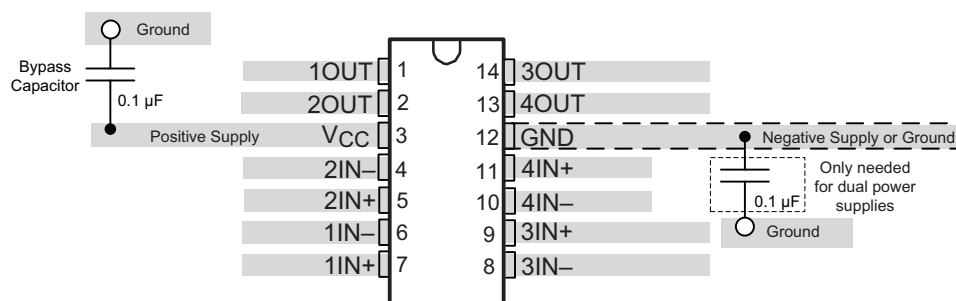 Ground
Bypass
Capacitor
0.1 µF
Positive Supply
1OUT 1
2OUT 2
VCC 3
2IN– 4
2IN+ 5
1IN– 6
1IN+ 7
14 3OUT
13 4OUT
12 GND
11 4IN+
10 4IN–
9 3IN+
8 3IN–
Negative Supply or Ground
Only needed
for dual power
supplies
0.1 µF
Ground